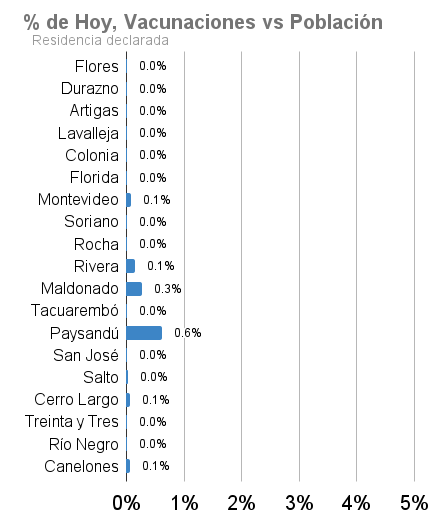 % de Hoy, Vacunaciones vs Población
Residencia declarada
Flores 0.0%
Durazno 0.0%
Artigas 0.0%
Lavalleja 0.0%
Colonia 0.0%
Florida 0.0%
Montevideo 0.1%
Soriano 0.0%
Rocha 0.0%
Rivera 0.1%
Maldonado 0.3%
Tacuarembó 0.0%
Paysandú 0.6%
San José 0.0%
Salto 0.0%
Cerro Largo 0.1%
Treinta y Tres 0.0%
Río Negro 0.0%
Canelones 0.1%
0% 1% 2% 3% 4% 5%